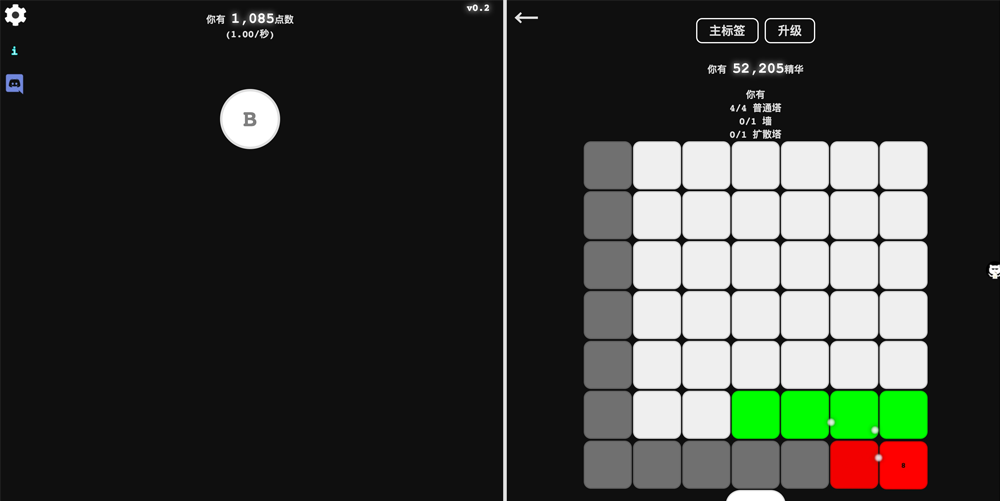 v0.2
你有 1,085点数
(1.00/秒)
i
B
主标签
升级
你有 52,205精华
你有
4/4 普通塔
0/1 墙
0/1 扩散塔